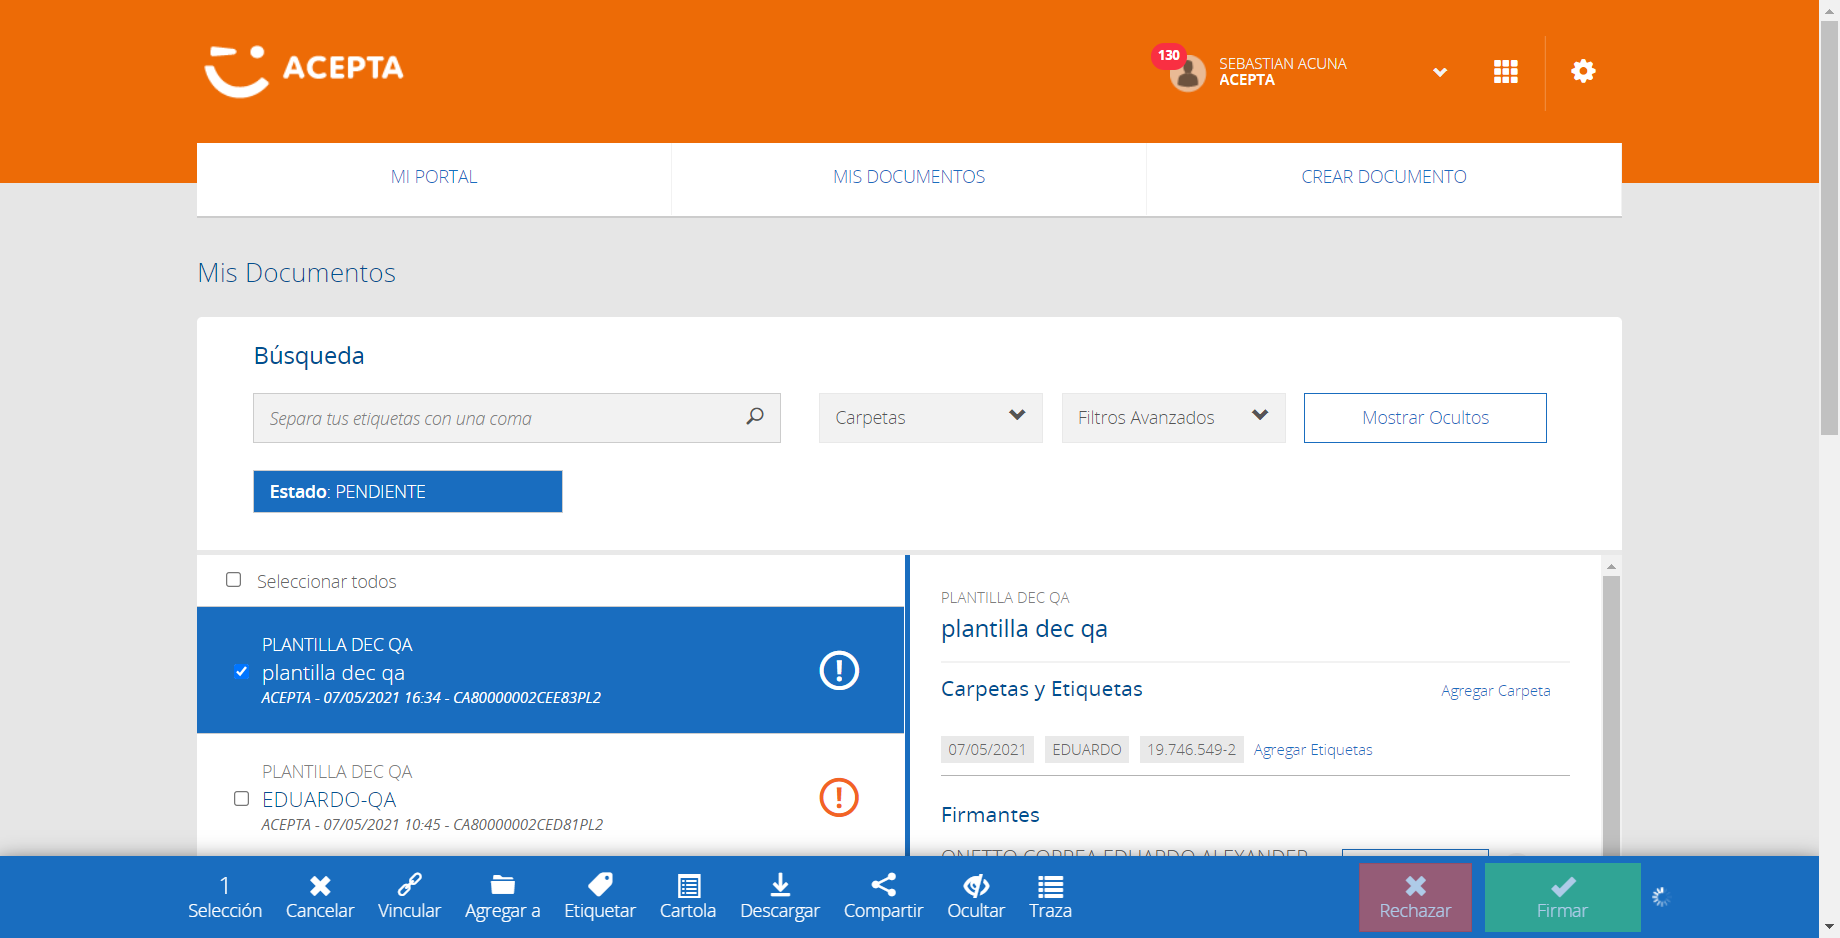 ACEPTA
130
SEBASTIAN ACUNA
ACEPTA
MI PORTAL
MIS DOCUMENTOS
CREAR DOCUMENTO
Mis Documentos
Búsqueda
Separa tus etiquetas con una coma
Carpetas
Filtros Avanzados
Mostrar Ocultos
Estado: PENDIENTE
Seleccionar todos
PLANTILLA DEC QA
plantilla dec qa
ACEPTA - 07/05/2021 16:34 - CA80000002CEE83PL2
PLANTILLA DEC QA
EDUARDO-QA
ACEPTA - 07/05/2021 10:45 - CA80000002CED81PL2
PLANTILLA DEC QA
plantilla dec qa
Carpetas y Etiquetas
Agregar Carpeta
07/05/2021
EDUARDO
19.746.549-2
Agregar Etiquetas
Firmantes
ONETTO CORREA EDUARDO ALEXANDER
1
Selección
Cancelar
Vincular
Agregar a
Etiquetar
Cartola
Descargar
Compartir
Ocultar
Traza
Rechazar
Firmar